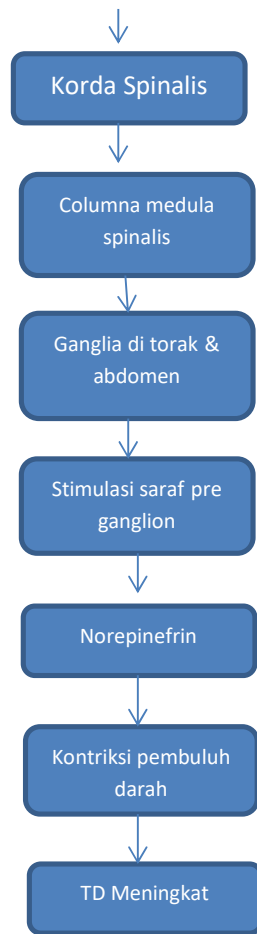 Korda Spinalis
Columna medula
spinalis
Ganglia di torak &
abdomen
Stimulasi saraf pre
ganglion
Norepinefrin
Kontriksi pembuluh
darah
TD Meningkat